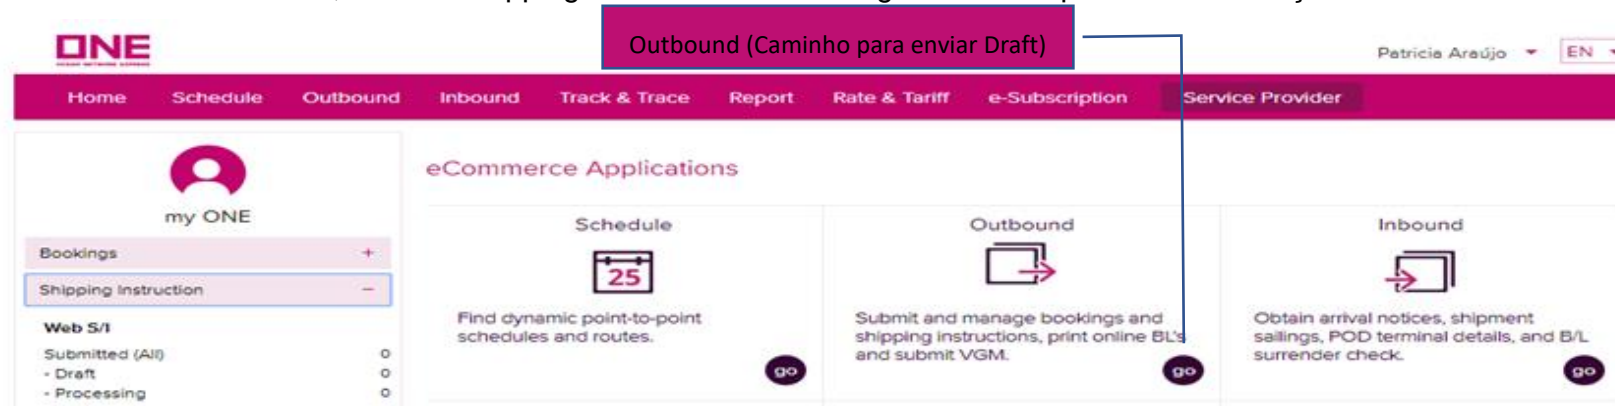 Outbound (Caminho para enviar Draft)
ONE
OCEAN NETWORK EXPRESS
Patricia Araújo
EN
Home Schedule Outbound Inbound Track & Trace Report Rate & Tariff e-Subscription Service Provider
my ONE
Bookings +
Shipping Instruction −
Web S/I
Submitted (All) 0
- Draft 0
- Processing 0
eCommerce Applications
Schedule
25
Find dynamic point-to-point
schedules and routes.
go
Outbound
Submit and manage bookings and
shipping instructions, print online BL's
and submit VGM.
go
Inbound
Obtain arrival notices, shipment
sailings, POD terminal details, and B/L
surrender check.
go